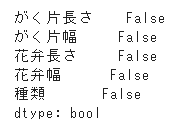 がく片長さ    False
がく片幅     False
花弁長さ     False
花弁幅      False
種類       False
dtype: bool